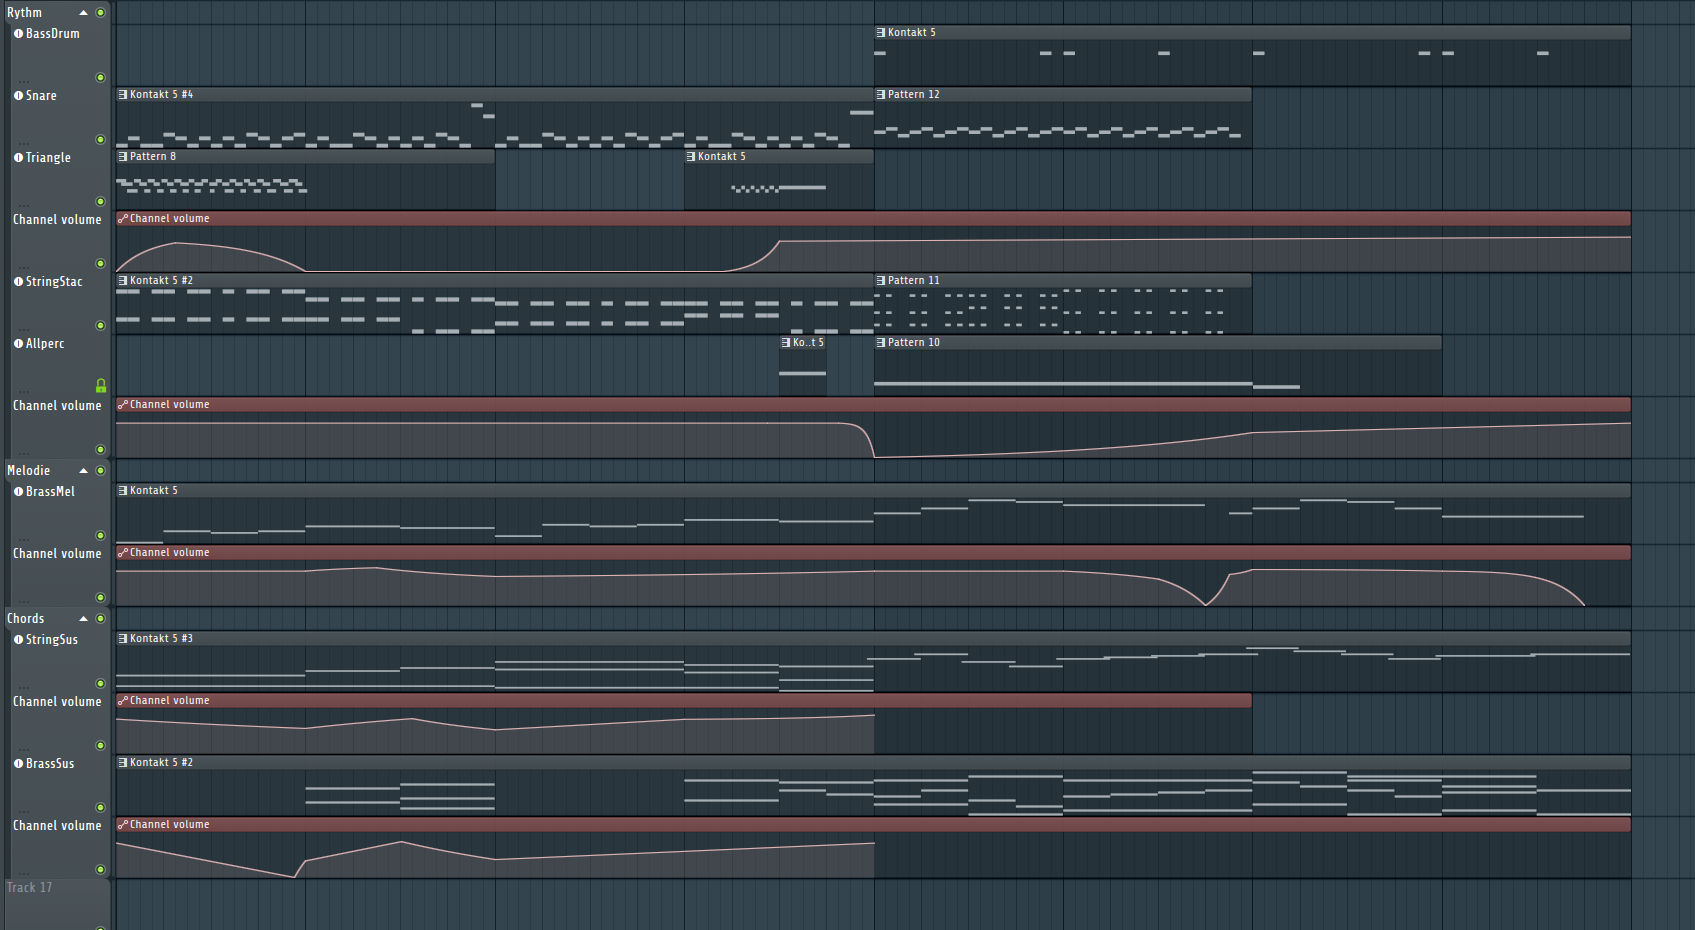 Rythm
BassDrum
Kontakt 5
...
Snare
Kontakt 5 #4
Pattern 12
...
Triangle
Pattern 8
Kontakt 5
...
Channel volume
Channel volume
...
StringStac
Kontakt 5 #2
Pattern 11
...
Allperc
Ko..t 5
Pattern 10
...
Channel volume
Channel volume
...
Melodie
BrassMel
Kontakt 5
...
Channel volume
Channel volume
...
Chords
StringSus
Kontakt 5 #3
...
Channel volume
Channel volume
...
BrassSus
Kontakt 5 #2
...
Channel volume
Channel volume
...
Track 17